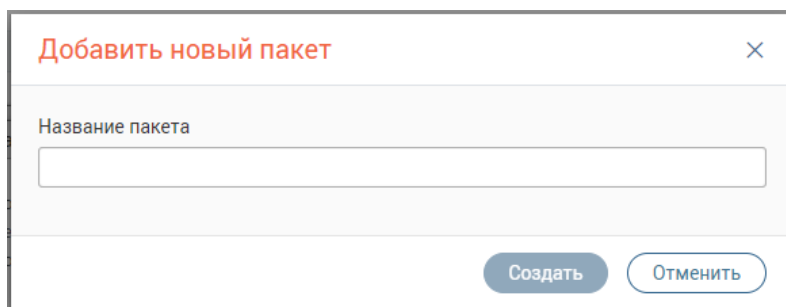 Добавить новый пакет
Название пакета
Создать Отменить